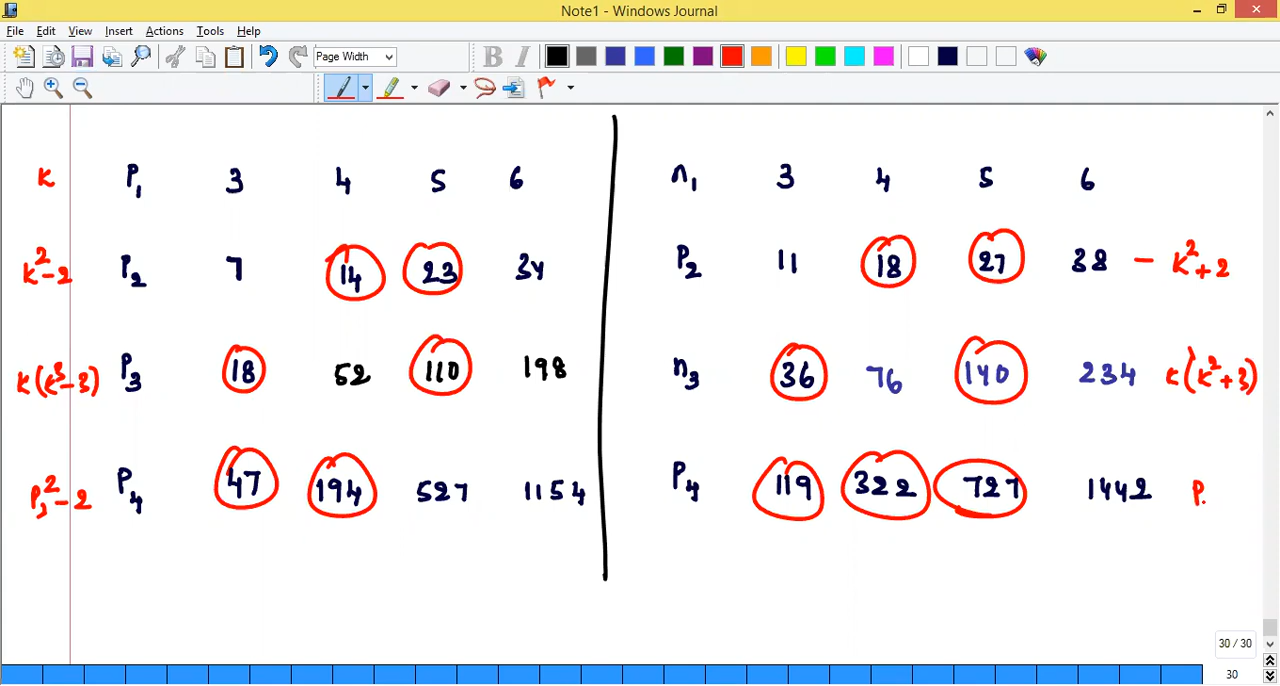 Note1 - Windows Journal
File Edit View Insert Actions Tools Help
Page Width
K P₁ 3 4 5 6 n₁ 3 4 5 6
K²-2 P₂ 7 14 23 34 P₂ 11 18 27 38 - K²+2
K(K²-3) P₃ 18 52 110 198 n₃ 36 76 140 234 K(K²+3)
P₂²-2 P₄ 47 194 527 1154 P₄ 119 322 727 1442 P
30 / 30
30